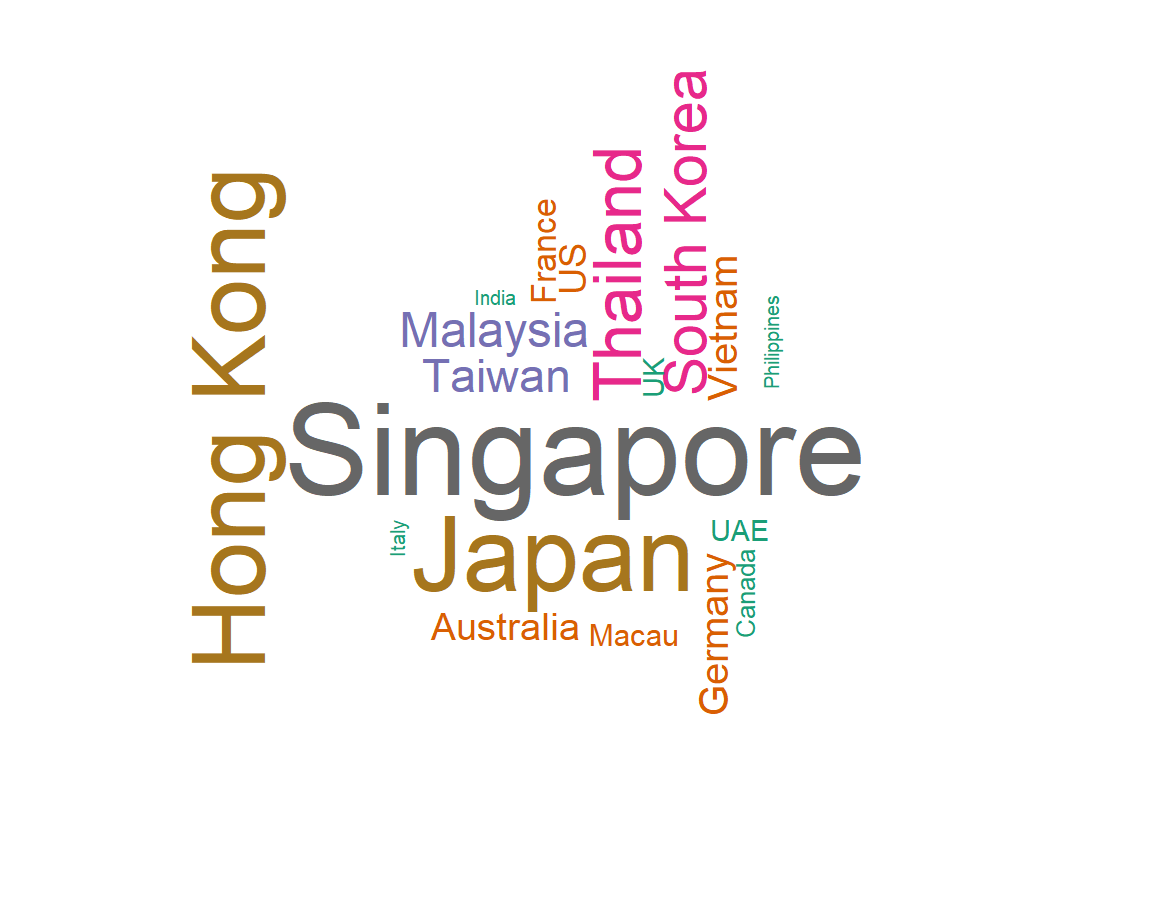 Hong Kong
Thailand
South Korea
France
US
Vietnam
India
Malaysia
Philippines
Taiwan
UK
Singapore
Japan
Italy
UAE
Canada
Germany
Australia
Macau